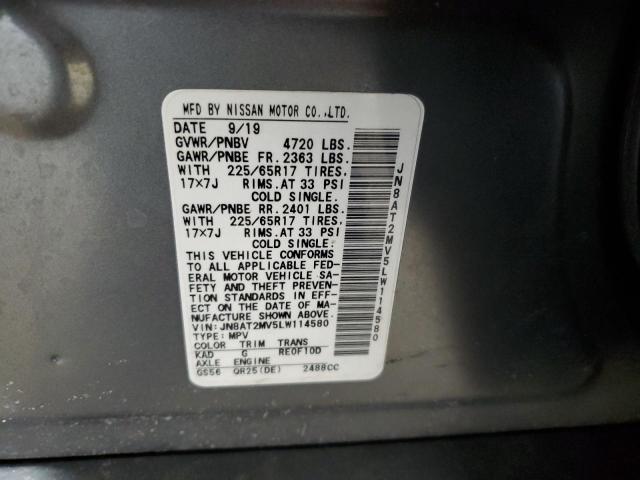 MFD BY NISSAN MOTOR CO.,LTD.
DATE 9/19
GVWR/PNBV 4720 LBS.
GAWR/PNBE FR. 2363 LBS.
WITH 225/65R17 TIRES,
17×7J RIMS.AT 33 PSI
COLD SINGLE.
GAWR/PNBE RR. 2401 LBS.
WITH 225/65R17 TIRES,
17×7J RIMS.AT 33 PSI
COLD SINGLE.
THIS VEHICLE CONFORMS
TO ALL APPLICABLE FED-
ERAL MOTOR VEHICLE SA-
FETY AND THEFT PREVEN-
TION STANDARDS IN EFF-
ECT ON THE DATE OF MA-
NUFACTURE SHOWN ABOVE.
VIN: JN8AT2MV5LW114580
TYPE: MPV
COLOR TRIM TRANS
KAD G RE0F10D
AXLE ENGINE
GS56 QR25(DE) 2488CC
JN8AT2MV5LW114580